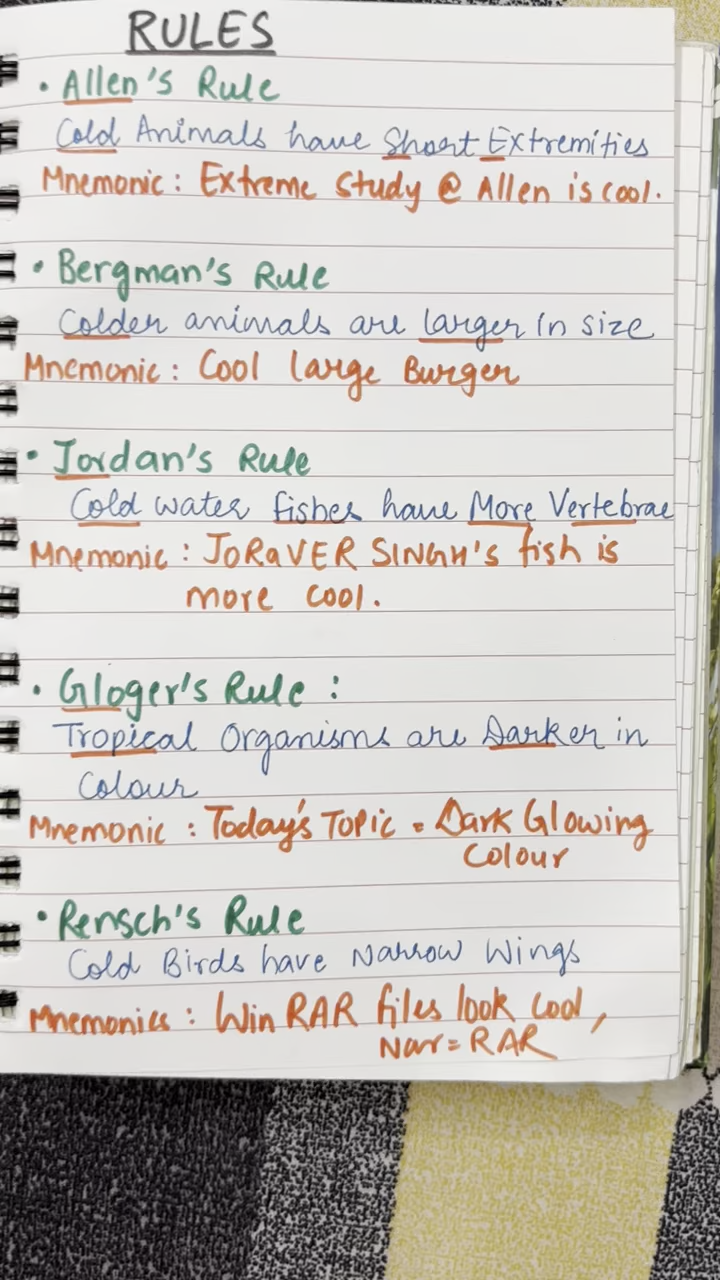 RULES
• Allen's Rule
Cold Animals have Short Extremities
Mnemonic : Extreme Study @ Allen is cool.
• Bergman's Rule
Colder animals are larger in size
Mnemonic : Cool large Burger
• Jordan's Rule
Cold water fishes have More Vertebrae
Mnemonic : JORaVER SINGH's fish is
more cool.
• Gloger's Rule :
Tropical Organisms are Darker in
Colour
Mnemonic : Today's Topic = Dark Glowing
Colour
• Rensch's Rule
Cold Birds have Narrow Wings
Mnemonics : Win RAR files look cool,
Nar = RAR